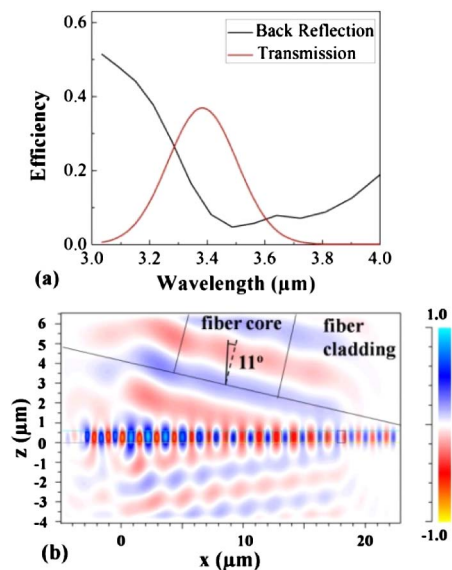 Back Reflection
Transmission
0.6
0.4
0.2
0.0
Efficiency
3.0 3.2 3.4 3.6 3.8 4.0
(a) Wavelength (µm)
6
5
4
3
2
1
0
-1
-2
-3
-4
z (µm)
fiber core
fiber
cladding
11°
0 10 20
(b) x (µm)
1.0
-1.0